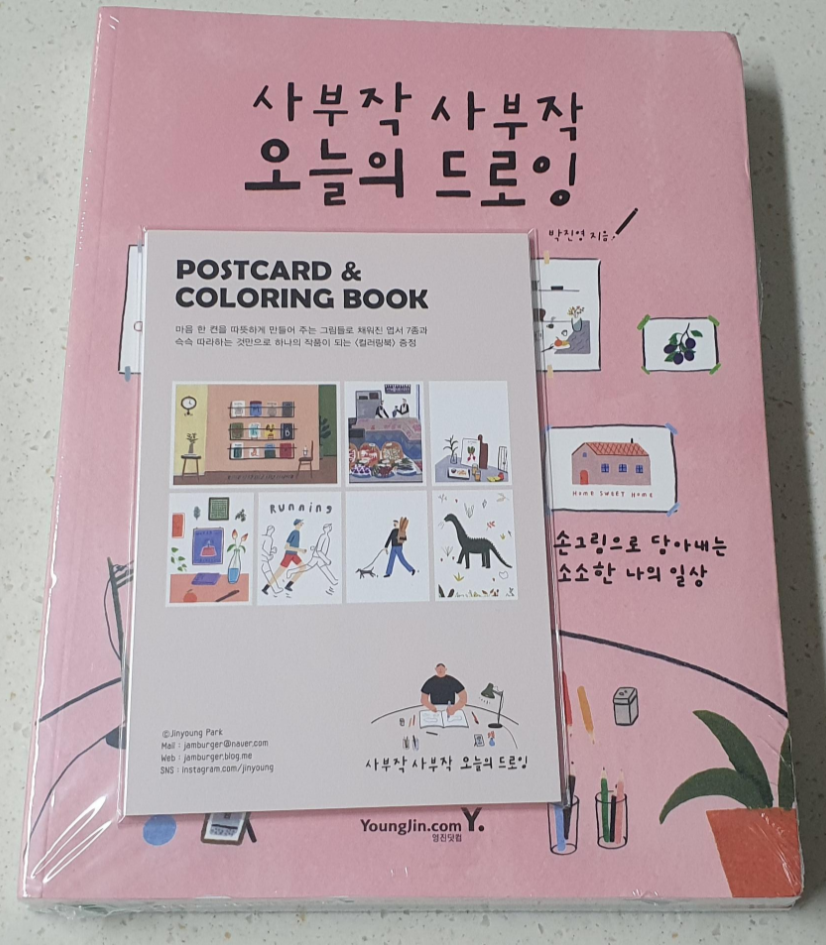 사부작 사부작
오늘의 드로잉
박진영 지음
POSTCARD &
COLORING BOOK
마음 한 켠을 따뜻하게 만들어 주는 그림들로 채워진 엽서 7종과
슥슥 따라하는 것만으로 하나의 작품이 되는 <컬러링북> 증정
RUNNING
HOME SWEET HOME
손그림으로 담아내는
소소한 나의 일상
©Jinyoung Park
Mail : jamburger@naver.com
Web : jamburger.blog.me
SNS : instagram.com/jinyoung
사부작 사부작 오늘의 드로잉
YoungJin.com Y.
영진닷컴